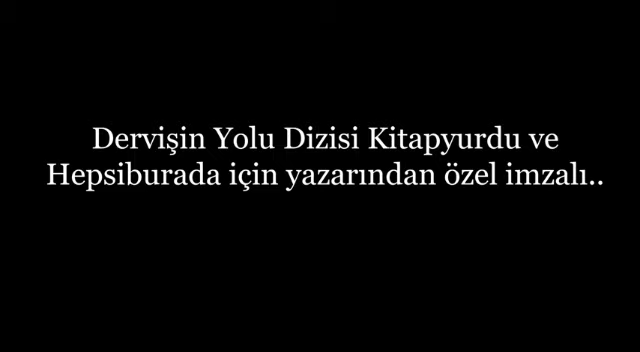 Dervişin Yolu Dizisi Kitapyurdu ve
Hepsiburada için yazarından özel imzalı..